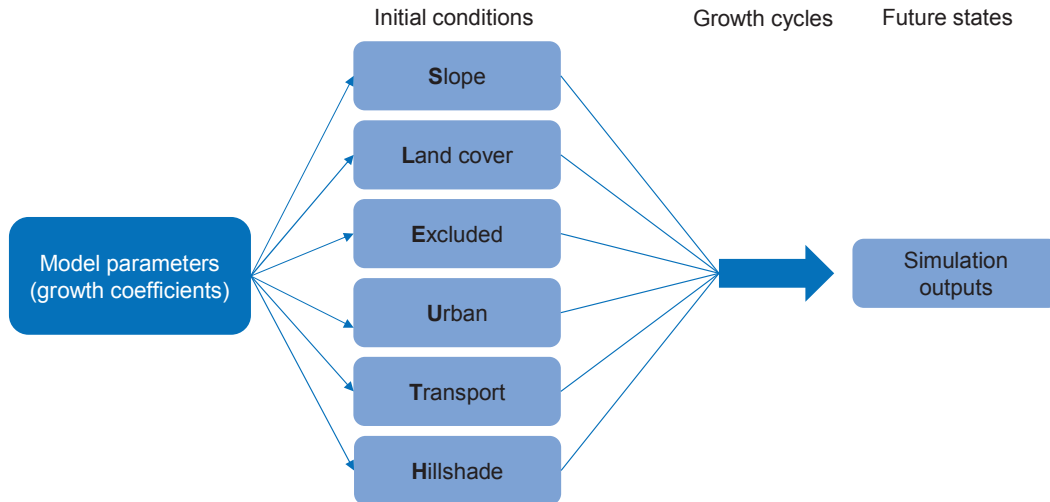 Initial conditions
Growth cycles
Future states
Slope
Land cover
Excluded
Model parameters
(growth coefficients)
Urban
Transport
Hillshade
Simulation
outputs